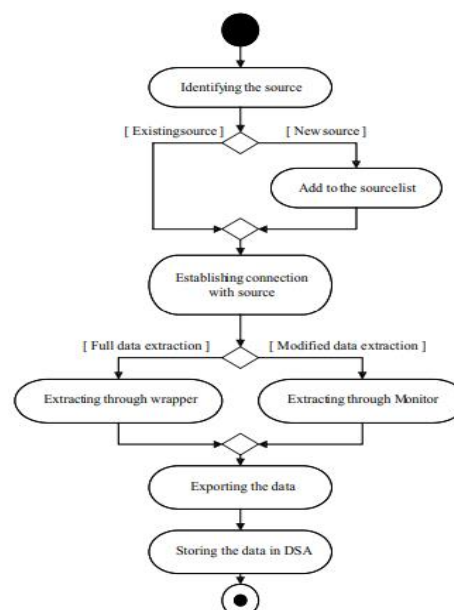 Identifying the source
[ Existingsource ]
[ New source ]
Add to the sourcelist
Establishing connection
with source
[ Full data extraction ]
[ Modified data extraction ]
Extracting through wrapper
Extracting through Monitor
Exporting the data
Storing the data in DSA